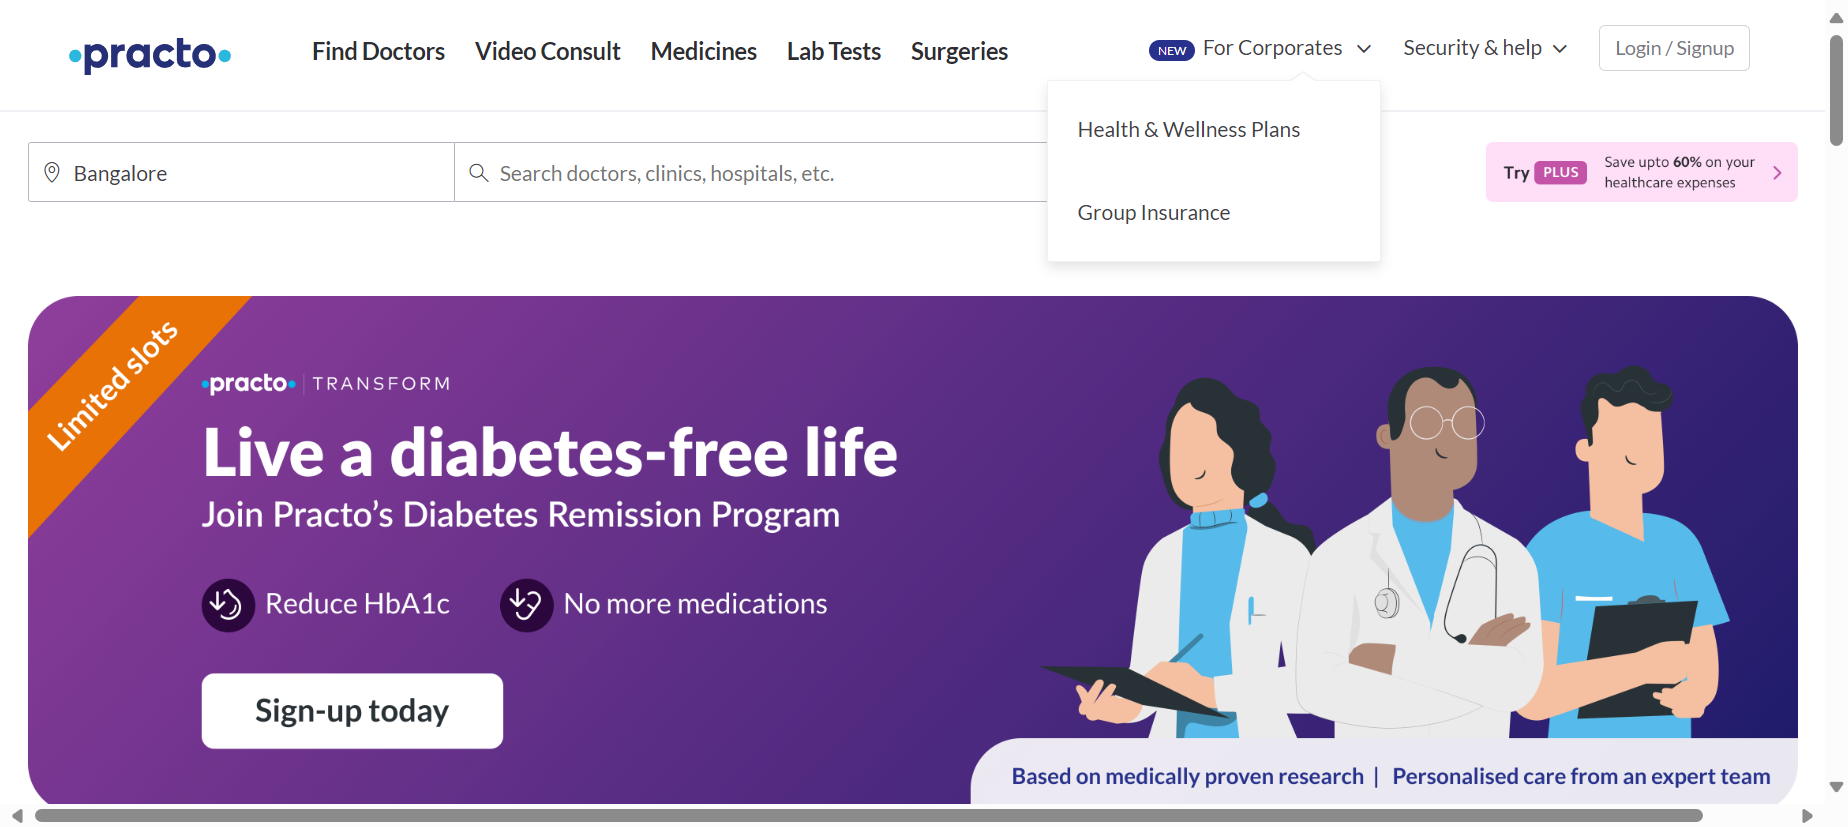 practo
Find Doctors
Video Consult
Medicines
Lab Tests
Surgeries
NEW For Corporates
Security & help
Login / Signup
Health & Wellness Plans
Group Insurance
Bangalore
Search doctors, clinics, hospitals, etc.
Try PLUS
Save upto 60% on your
healthcare expenses
Limited slots
practo TRANSFORM
Live a diabetes-free life
Join Practo’s Diabetes Remission Program
Reduce HbA1c
No more medications
Sign-up today
Based on medically proven research | Personalised care from an expert team